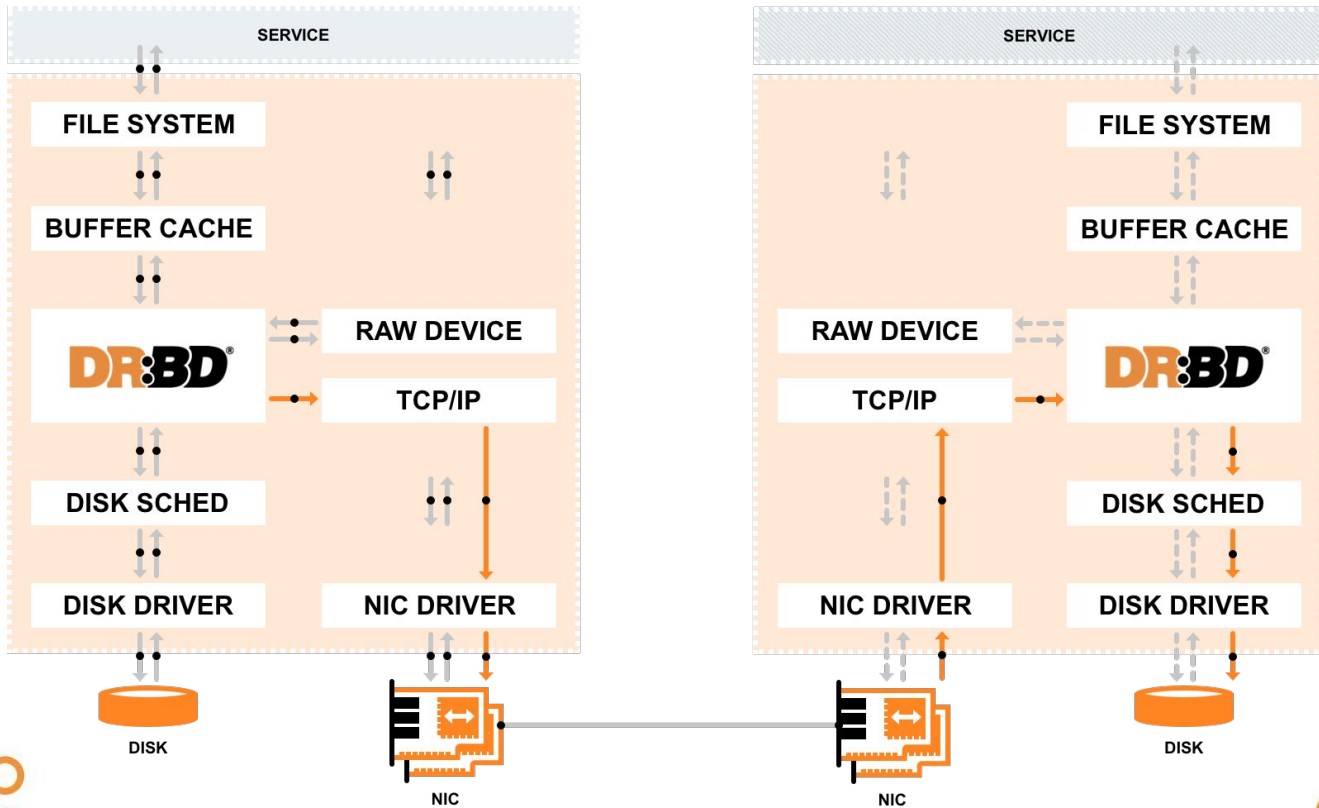 SERVICE
FILE SYSTEM
BUFFER CACHE
DR:BD®
RAW DEVICE
TCP/IP
DISK SCHED
DISK DRIVER
NIC DRIVER
DISK
NIC
SERVICE
FILE SYSTEM
BUFFER CACHE
RAW DEVICE
DR:BD®
TCP/IP
DISK SCHED
NIC DRIVER
DISK DRIVER
NIC
DISK